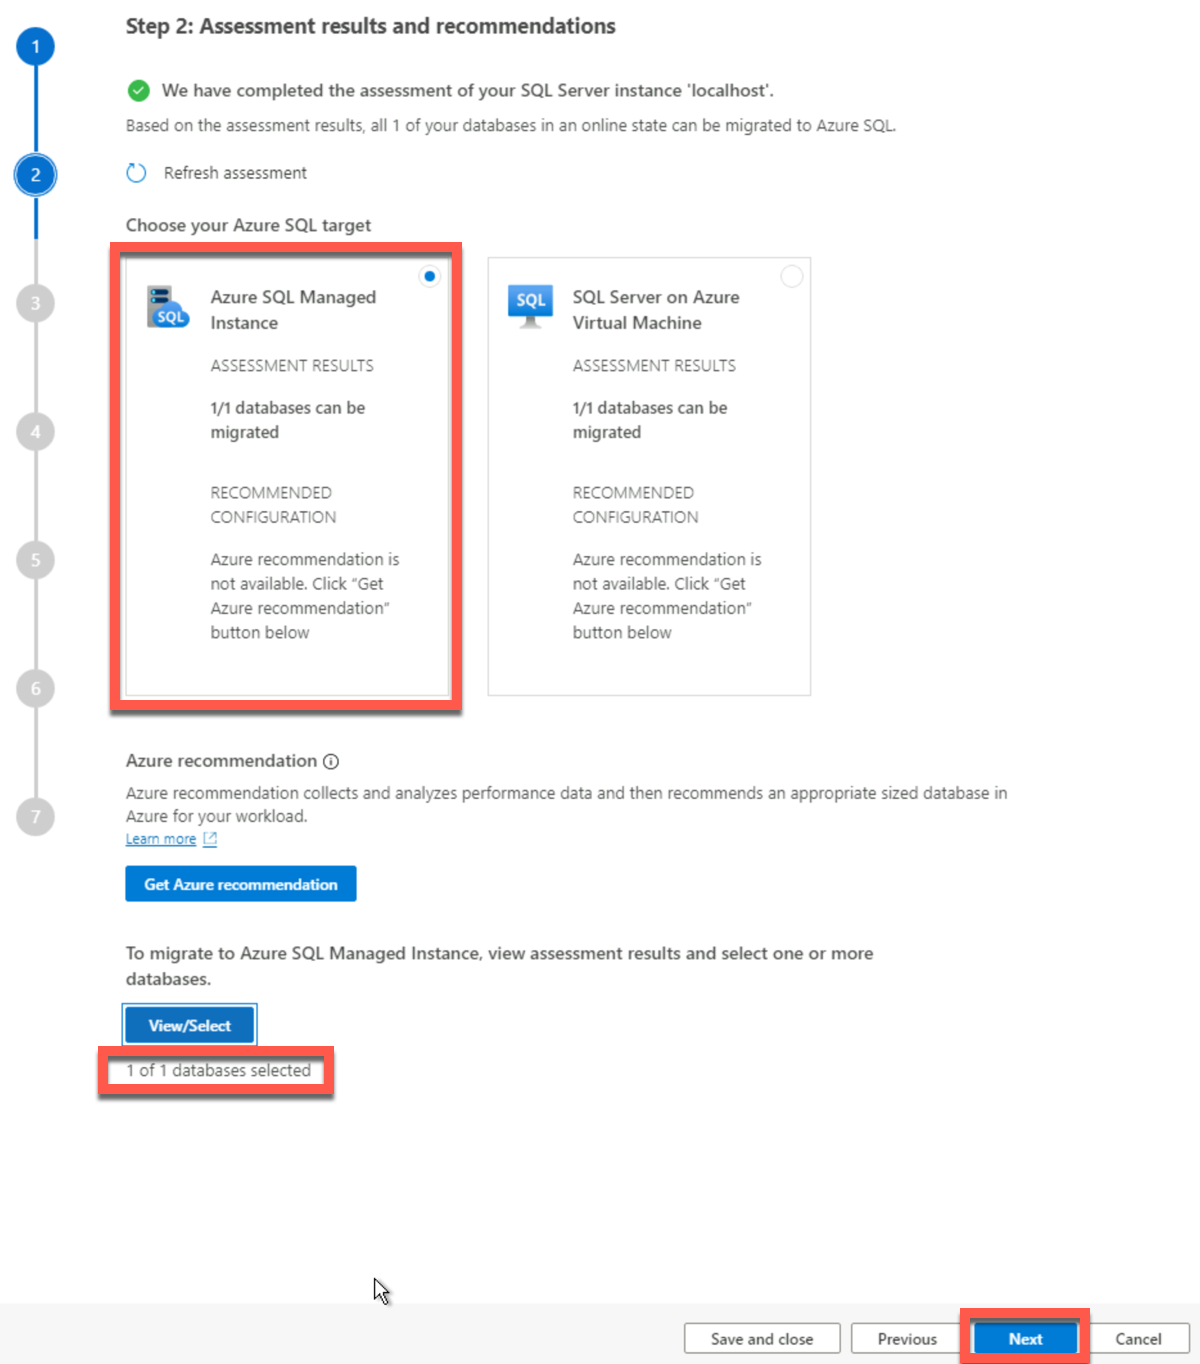 Step 2: Assessment results and recommendations
1
We have completed the assessment of your SQL Server instance 'localhost'.
Based on the assessment results, all 1 of your databases in an online state can be migrated to Azure SQL.
2
Refresh assessment
Choose your Azure SQL target
3
4
5
6
7
SQL
Azure SQL Managed
Instance
ASSESSMENT RESULTS
1/1 databases can be
migrated
RECOMMENDED
CONFIGURATION
Azure recommendation is
not available. Click “Get
Azure recommendation”
button below
SQL
SQL Server on Azure
Virtual Machine
ASSESSMENT RESULTS
1/1 databases can be
migrated
RECOMMENDED
CONFIGURATION
Azure recommendation is
not available. Click “Get
Azure recommendation”
button below
Azure recommendation
Azure recommendation collects and analyzes performance data and then recommends an appropriate sized database in
Azure for your workload.
Learn more
Get Azure recommendation
To migrate to Azure SQL Managed Instance, view assessment results and select one or more
databases.
View/Select
1 of 1 databases selected
Save and close
Previous
Next
Cancel